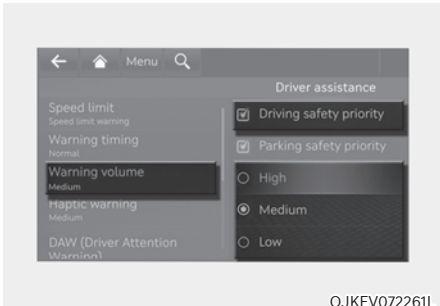 Menu
Driver assistance
Speed limit
Speed limit warning
Warning timing
Normal
Warning volume
Medium
Haptic warning
Medium
DAW (Driver Attention
Warning)
Driving safety priority
Parking safety priority
High
Medium
Low
OJKEV072261L